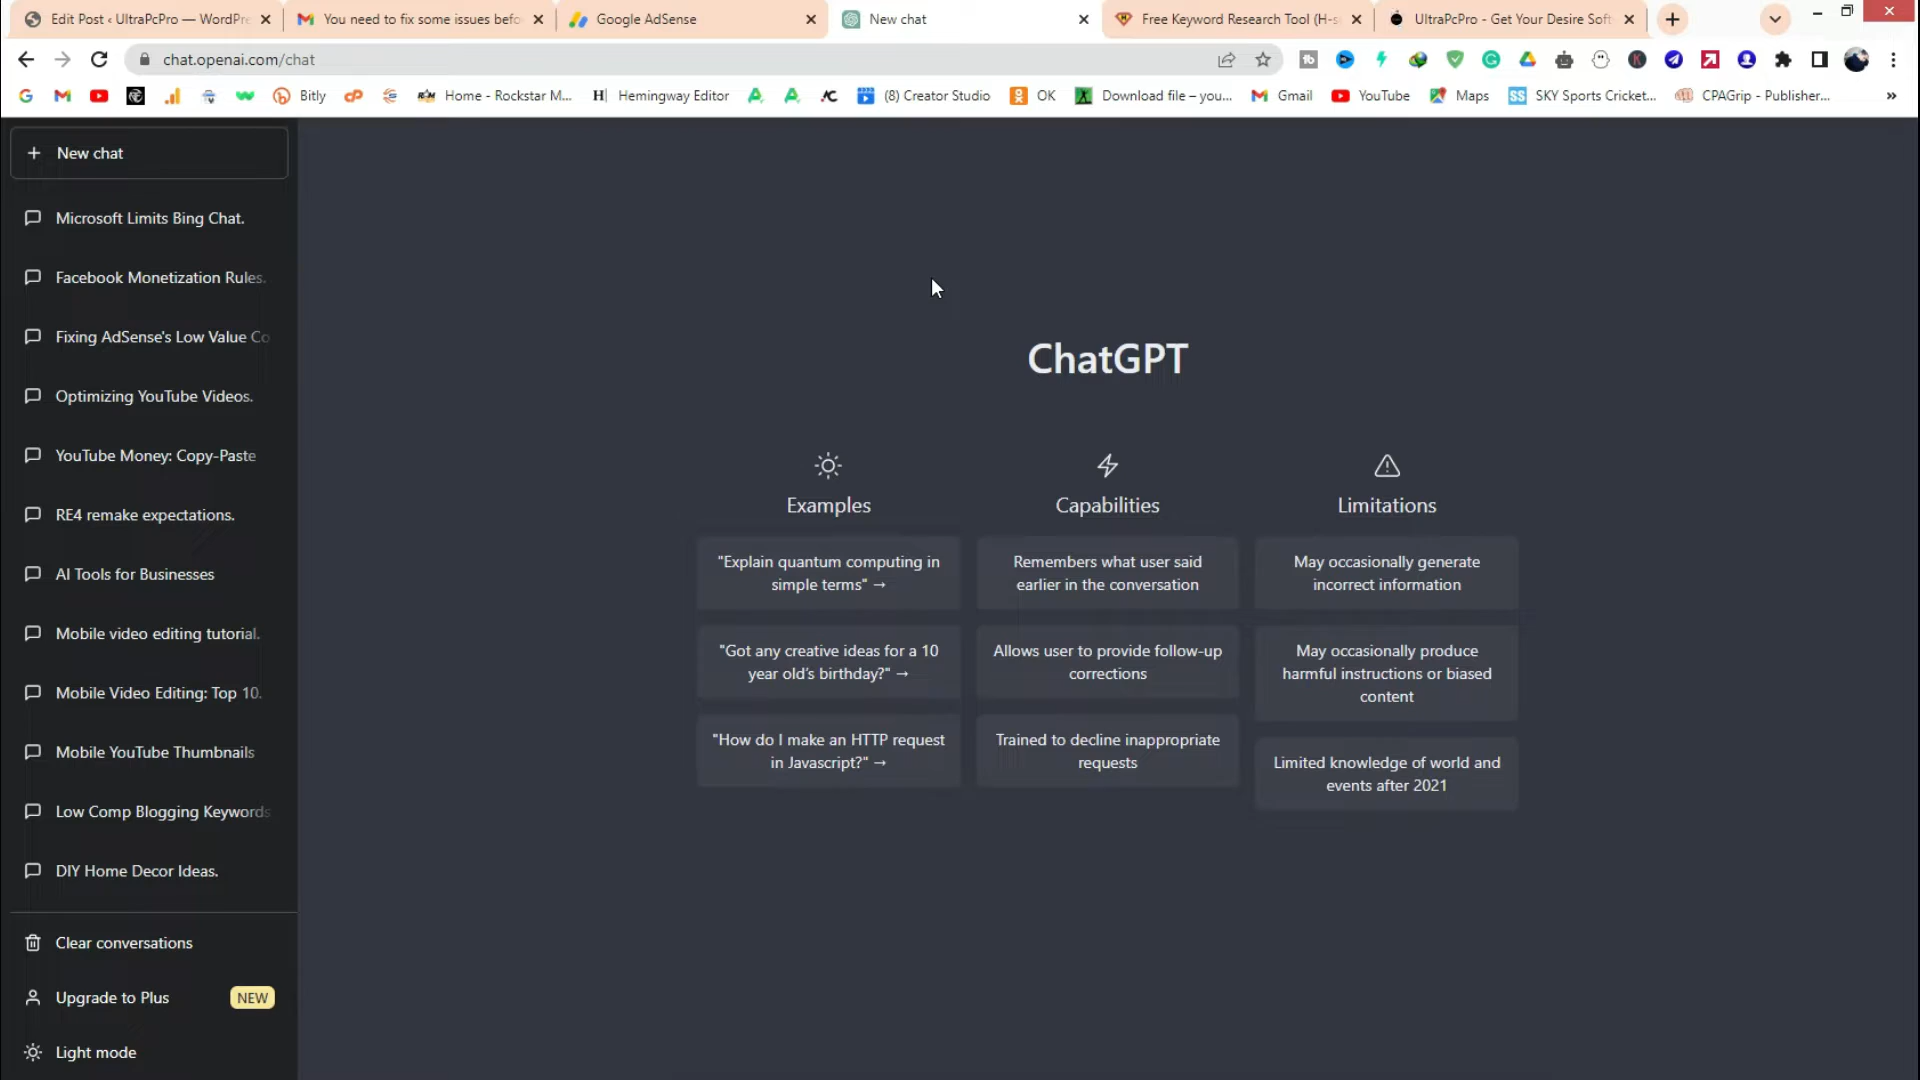 Edit Post ‹ UltraPcPro — WordPre
You need to fix some issues befo
Google AdSense
New chat
Free Keyword Research Tool (H-s
UltraPcPro - Get Your Desire Soft
chat.openai.com/chat
Bitly
Home - Rockstar M...
Hemingway Editor
(8) Creator Studio
OK
Download file – you...
Gmail
YouTube
Maps
SKY Sports Cricket...
CPAGrip - Publisher...
»
+ New chat
Microsoft Limits Bing Chat.
Facebook Monetization Rules.
Fixing AdSense's Low Value Co
Optimizing YouTube Videos.
YouTube Money: Copy-Paste
RE4 remake expectations.
AI Tools for Businesses
Mobile video editing tutorial.
Mobile Video Editing: Top 10.
Mobile YouTube Thumbnails
Low Comp Blogging Keywords
DIY Home Decor Ideas.
Clear conversations
Upgrade to Plus
NEW
Light mode
ChatGPT
Examples
"Explain quantum computing in
simple terms" →
"Got any creative ideas for a 10
year old's birthday?" →
"How do I make an HTTP request
in Javascript?" →
Capabilities
Remembers what user said
earlier in the conversation
Allows user to provide follow-up
corrections
Trained to decline inappropriate
requests
Limitations
May occasionally generate
incorrect information
May occasionally produce
harmful instructions or biased
content
Limited knowledge of world and
events after 2021